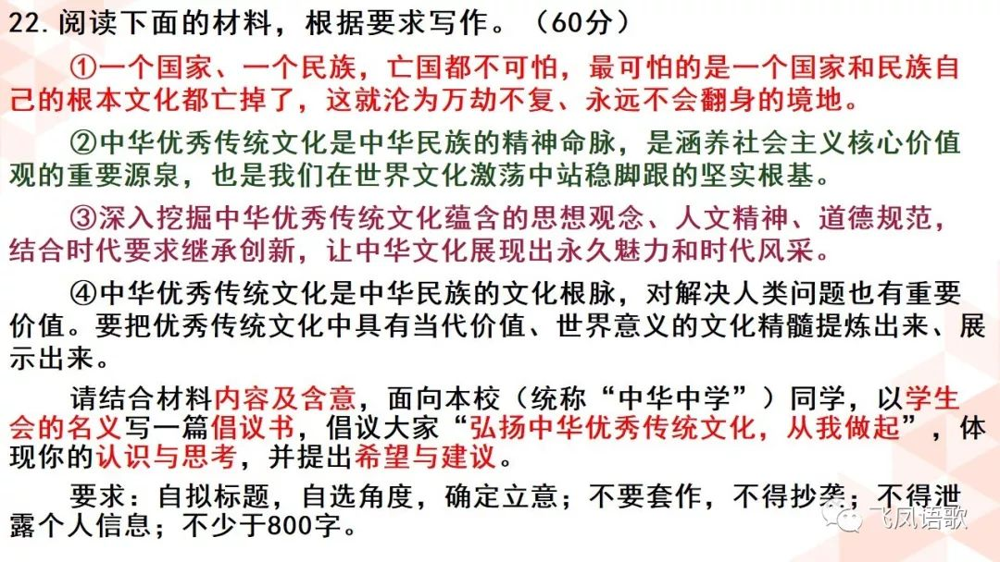 22.阅读下面的材料，根据要求写作。（60分）
①一个国家、一个民族，亡国都不可怕，最可怕的是一个国家和民族自
己的根本文化都亡掉了，这就沦为万劫不复、永远不会翻身的境地。
②中华优秀传统文化是中华民族的精神命脉，是涵养社会主义核心价值
观的重要源泉，也是我们在世界文化激荡中站稳脚跟的坚实根基。
③深入挖掘中华优秀传统文化蕴含的思想观念、人文精神、道德规范，
结合时代要求继承创新，让中华文化展现出永久魅力和时代风采。
④中华优秀传统文化是中华民族的文化根脉，对解决人类问题也有重要
价值。要把优秀传统文化中具有当代价值、世界意义的文化精髓提炼出来、展
示出来。
请结合材料内容及含意，面向本校（统称“中华中学”）同学，以学生
会的名义写一篇倡议书，倡议大家“弘扬中华优秀传统文化，从我做起”，体
现你的认识与思考，并提出希望与建议。
要求：自拟标题，自选角度，确定立意；不要套作，不得抄袭；不得泄
露个人信息；不少于800字。
飞凤语歌